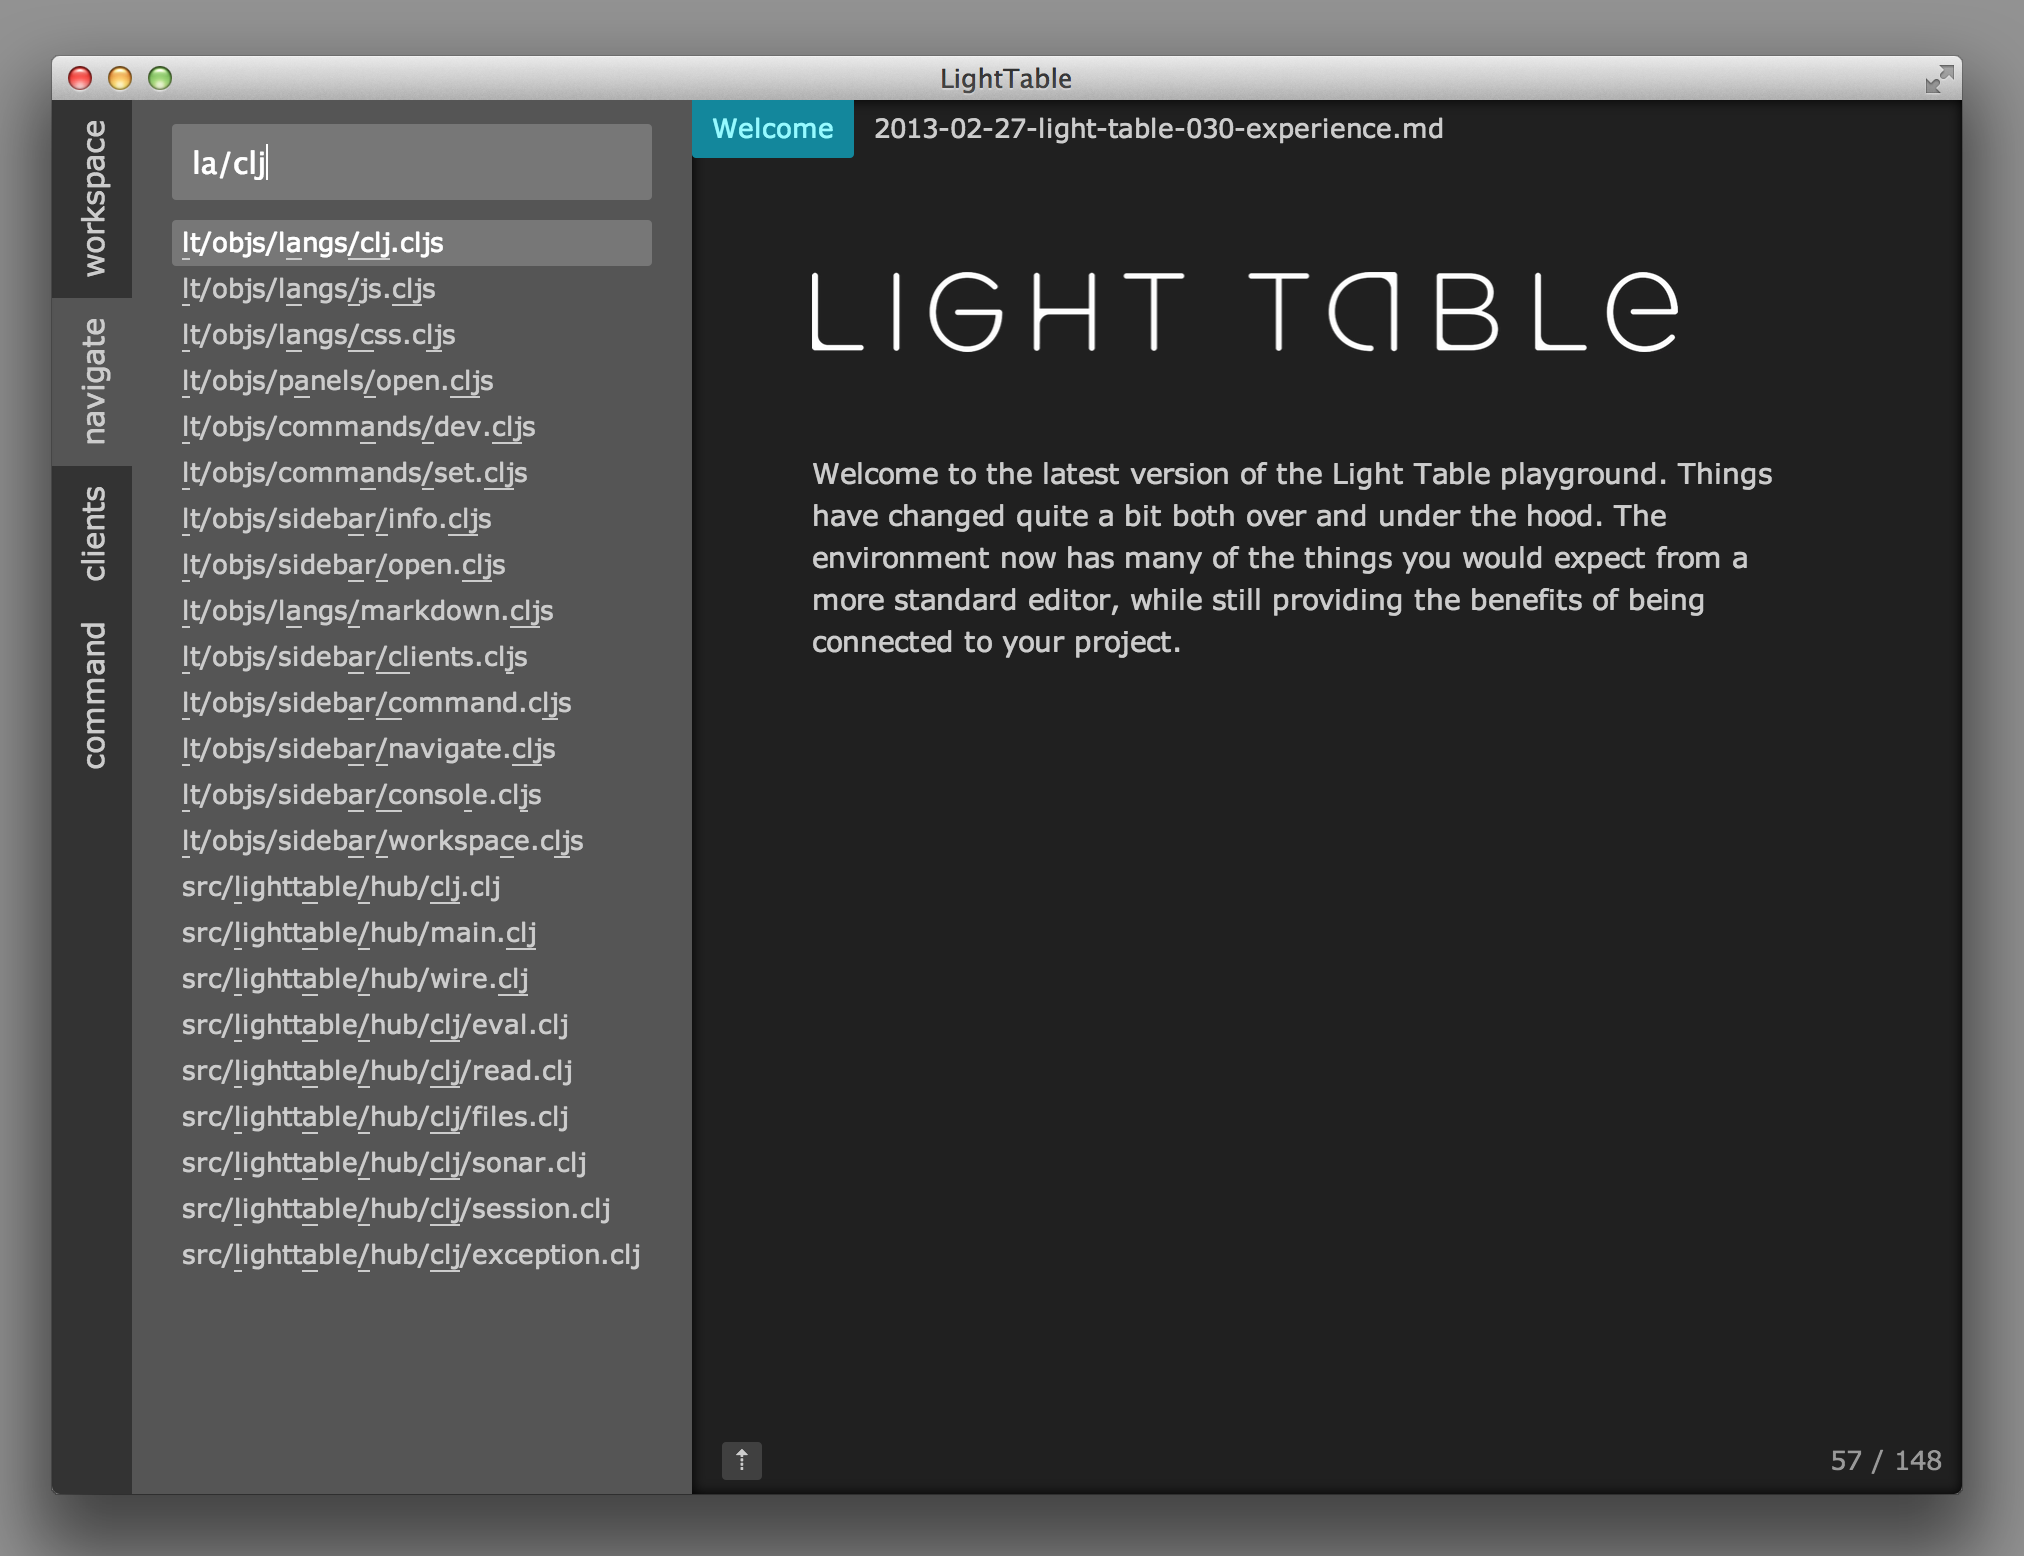 LightTable
workspace
navigate
clients
command
la/clj
lt/objs/langs/clj.cljs
lt/objs/langs/js.cljs
lt/objs/langs/css.cljs
lt/objs/panels/open.cljs
lt/objs/commands/dev.cljs
lt/objs/commands/set.cljs
lt/objs/sidebar/info.cljs
lt/objs/sidebar/open.cljs
lt/objs/langs/markdown.cljs
lt/objs/sidebar/clients.cljs
lt/objs/sidebar/command.cljs
lt/objs/sidebar/navigate.cljs
lt/objs/sidebar/console.cljs
lt/objs/sidebar/workspace.cljs
src/lighttable/hub/clj.clj
src/lighttable/hub/main.clj
src/lighttable/hub/wire.clj
src/lighttable/hub/clj/eval.clj
src/lighttable/hub/clj/read.clj
src/lighttable/hub/clj/files.clj
src/lighttable/hub/clj/sonar.clj
src/lighttable/hub/clj/session.clj
src/lighttable/hub/clj/exception.clj
Welcome 2013-02-27-light-table-030-experience.md
LIGHT TaBLe
Welcome to the latest version of the Light Table playground. Things
have changed quite a bit both over and under the hood. The
environment now has many of the things you would expect from a
more standard editor, while still providing the benefits of being
connected to your project.
57 / 148